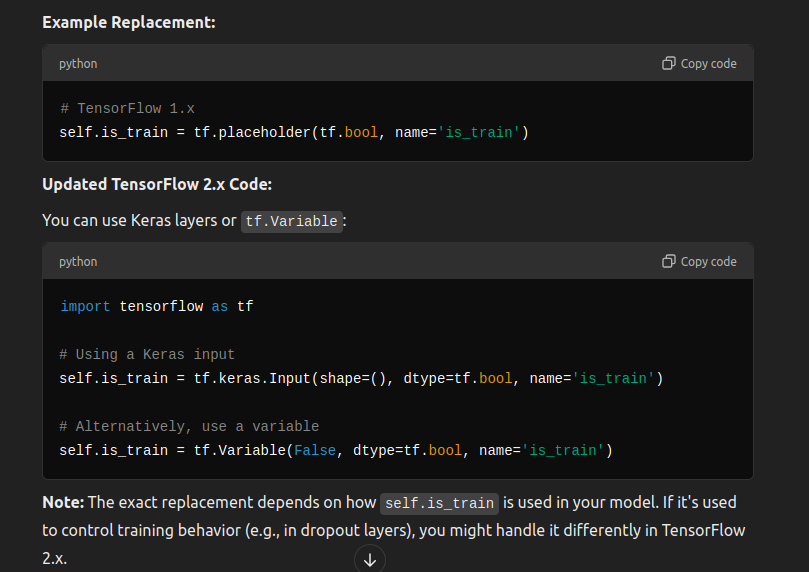 Example Replacement:
python
Copy code
# TensorFlow 1.x
self.is_train = tf.placeholder(tf.bool, name='is_train')
Updated TensorFlow 2.x Code:
You can use Keras layers or tf.Variable:
python
Copy code
import tensorflow as tf
# Using a Keras input
self.is_train = tf.keras.Input(shape=(), dtype=tf.bool, name='is_train')
# Alternatively, use a variable
self.is_train = tf.Variable(False, dtype=tf.bool, name='is_train')
Note: The exact replacement depends on how self.is_train is used in your model. If it's used
to control training behavior (e.g., in dropout layers), you might handle it differently in TensorFlow
2.x.